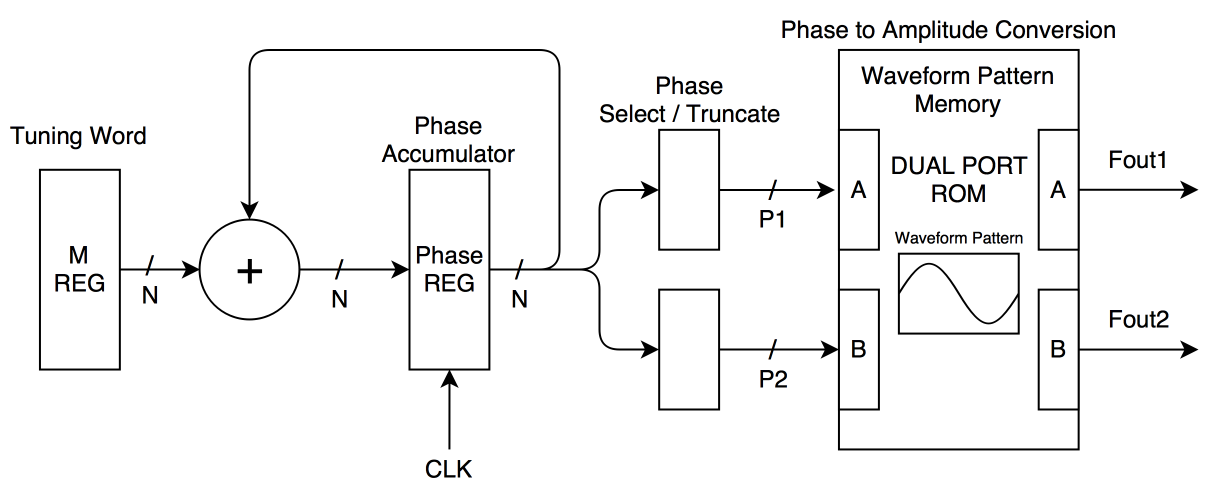 Phase to Amplitude Conversion
Tuning Word
M
REG
N
+
N
Phase
Accumulator
Phase
REG
N
CLK
Phase
Select / Truncate
P1
P2
Waveform Pattern
Memory
DUAL PORT
ROM
Waveform Pattern
A
B
A
B
Fout1
Fout2